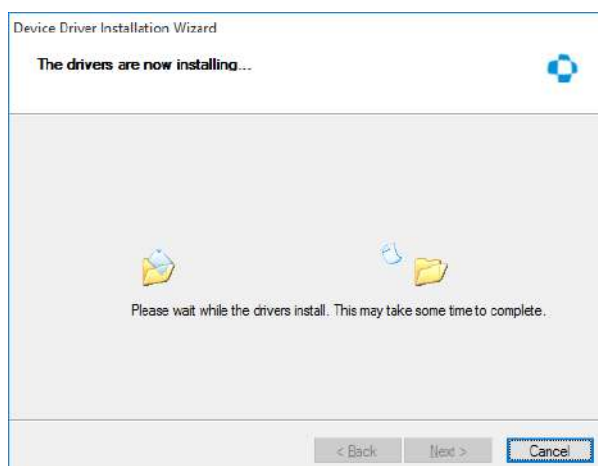 Device Driver Installation Wizard
The drivers are now installing...
Please wait while the drivers install. This may take some time to complete.
< Back
Next >
Cancel